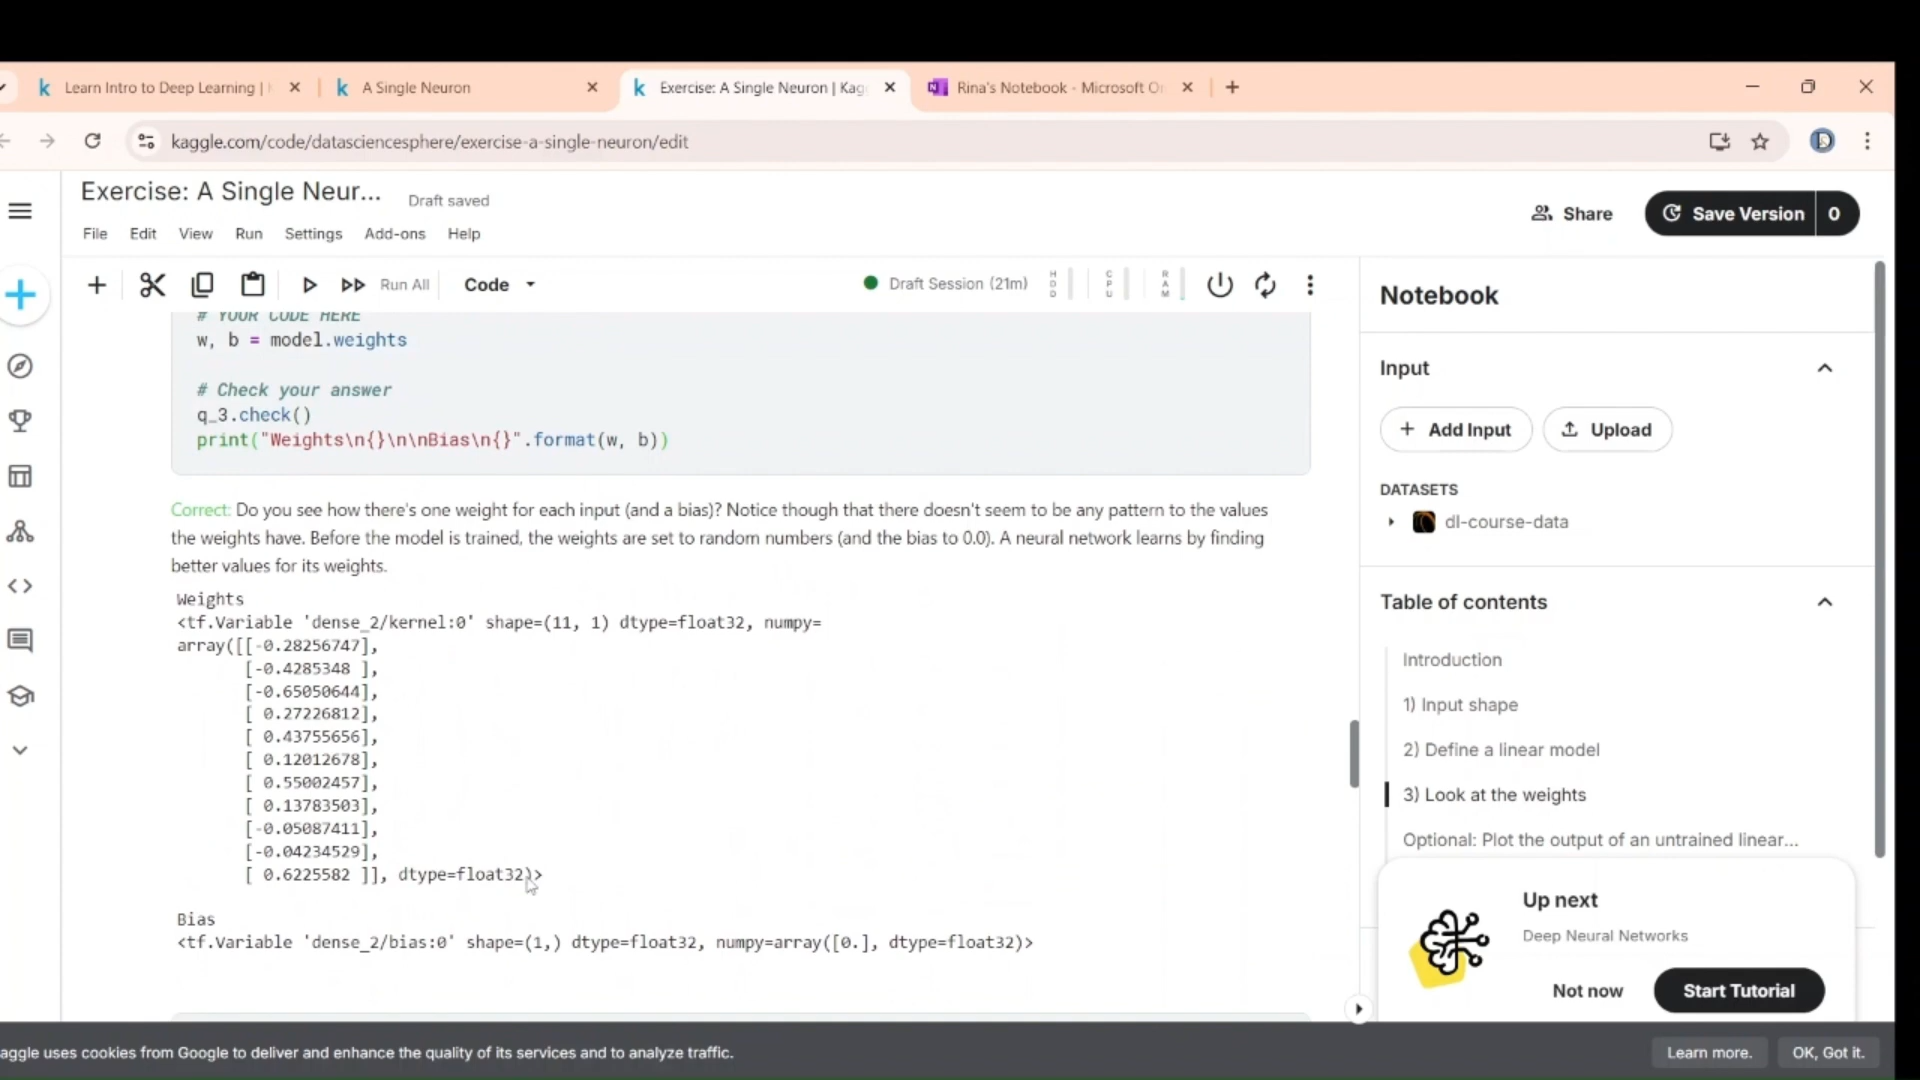 Learn Intro to Deep Learning |
A Single Neuron
Exercise: A Single Neuron | Kag
Rina's Notebook - Microsoft O
kaggle.com/code/datasciencesphere/exercise-a-single-neuron/edit
Exercise: A Single Neur...
Draft saved
Share
Save Version
0
File Edit View Run Settings Add-ons Help
Run All
Code
Draft Session (21m)
HDD
CPU
RAM
# YOUR CODE HERE
w, b = model.weights
# Check your answer
q_3.check()
print("Weights\n{}\n\nBias\n{}".format(w, b))
Correct: Do you see how there's one weight for each input (and a bias)? Notice though that there doesn't seem to be any pattern to the values
the weights have. Before the model is trained, the weights are set to random numbers (and the bias to 0.0). A neural network learns by finding
better values for its weights.
Weights
<tf.Variable 'dense_2/kernel:0' shape=(11, 1) dtype=float32, numpy=
array([[-0.28256747],
[-0.4285348 ],
[-0.65050644],
[ 0.27226812],
[ 0.43755656],
[ 0.12012678],
[ 0.55002457],
[ 0.13783503],
[-0.05087411],
[-0.04234529],
[ 0.6225582 ]], dtype=float32)>
Bias
<tf.Variable 'dense_2/bias:0' shape=(1,) dtype=float32, numpy=array([0.], dtype=float32)>
Notebook
Input
+ Add Input
Upload
DATASETS
dl-course-data
Table of contents
Introduction
1) Input shape
2) Define a linear model
3) Look at the weights
Optional: Plot the output of an untrained linear...
Up next
Deep Neural Networks
Not now
Start Tutorial
aggle uses cookies from Google to deliver and enhance the quality of its services and to analyze traffic.
Learn more.
OK, Got it.